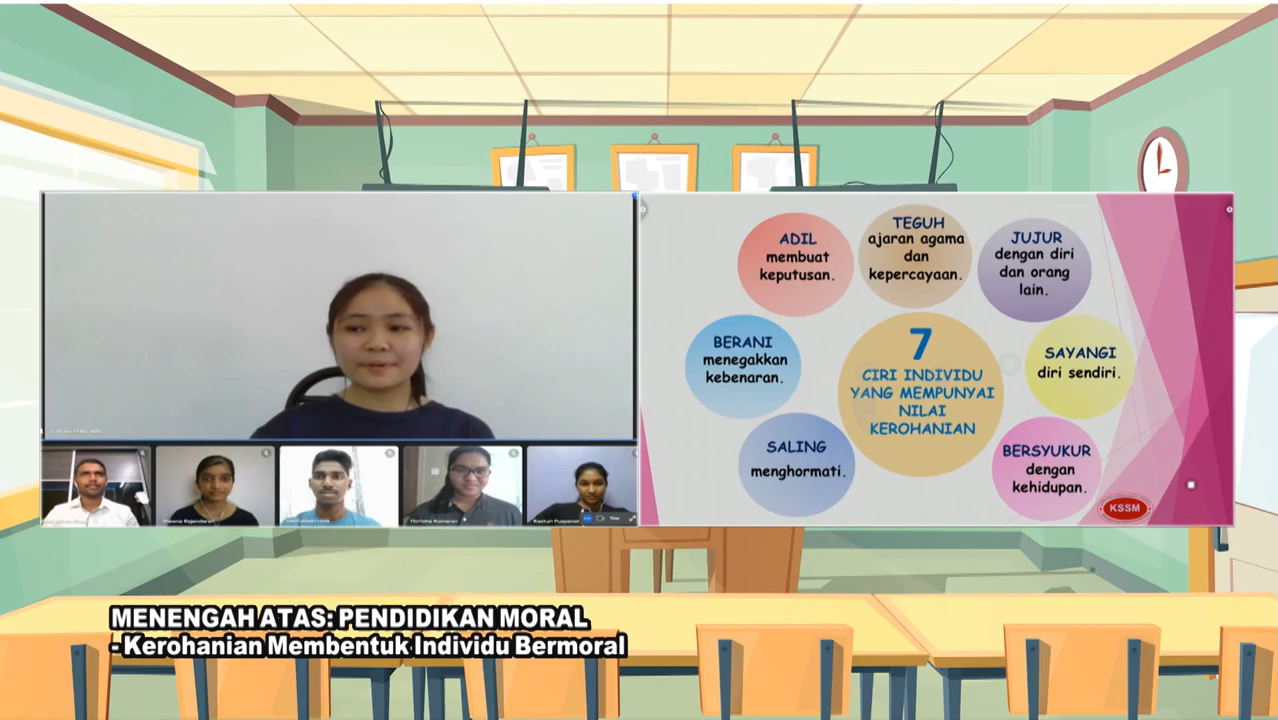 ADIL
membuat
keputusan.
TEGUH
ajaran agama
dan
kepercayaan.
JUJUR
dengan diri
dan orang
lain.
BERANI
menegakkan
kebenaran.
7
CIRI INDIVIDU
YANG MEMPUNYAI
NILAI
KEROHANIAN
SAYANGI
diri sendiri.
SALING
menghormati.
BERSYUKUR
dengan
kehidupan.
KSSM
You
MENENGAH ATAS: PENDIDIKAN MORAL
- Kerohanian Membentuk Individu Bermoral